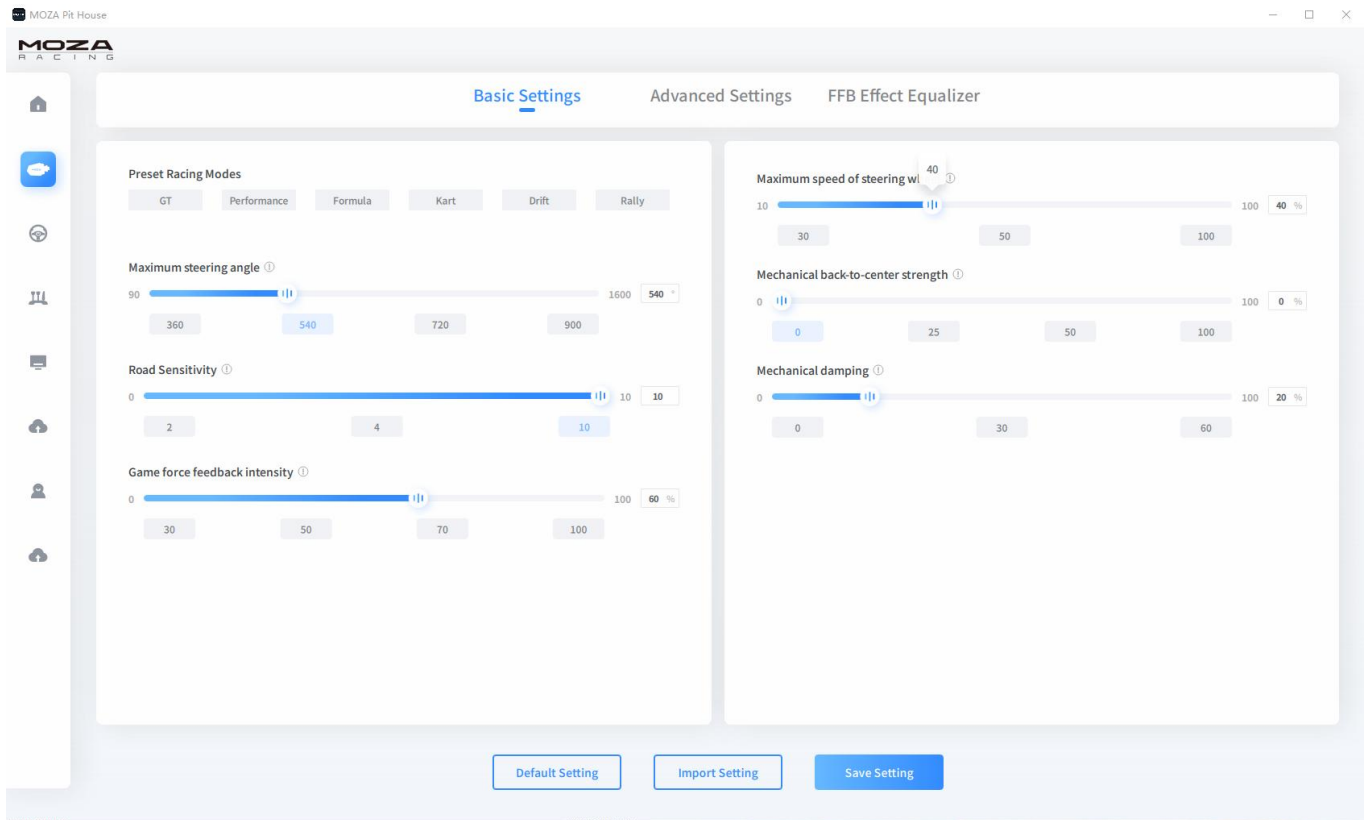 MOZA Pit House
MOZA
RACING
Basic Settings Advanced Settings FFB Effect Equalizer
Preset Racing Modes
GT Performance Formula Kart Drift Rally
Maximum steering angle
90 1600 540 °
360 540 720 900
Road Sensitivity
0 10 10
2 4 10
Game force feedback intensity
0 100 60 %
30 50 70 100
40
Maximum speed of steering
10 100 40 %
30 50 100
Mechanical back-to-center strength
0 100 0 %
0 25 50 100
Mechanical damping
0 100 20 %
0 30 60
Default Setting Import Setting Save Setting